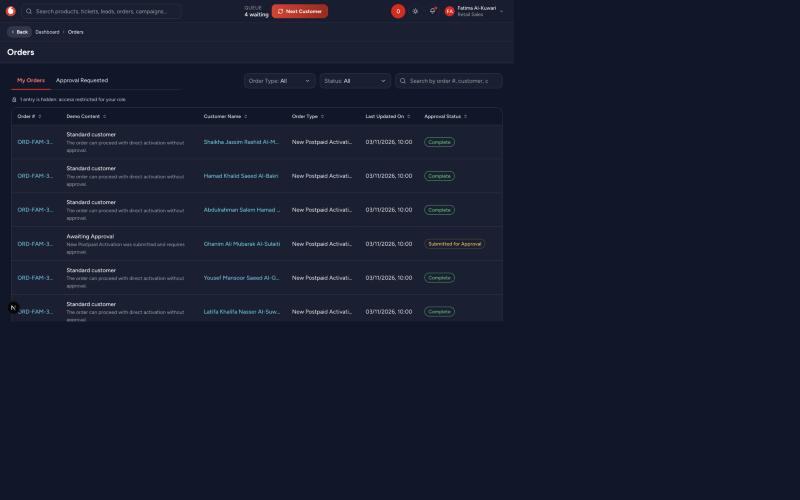 Search products, tickets, leads, orders, campaigns...
QUEUE
4 waiting
Next Customer
0
FA
Fatima Al-Kuwari
Retail Sales
Back
Dashboard
Orders
Orders
My Orders
Approval Requested
Order Type: All
Status: All
Search by order #, customer, c
1 entry is hidden: access restricted for your role.
Order #
Demo Content
Customer Name
Order Type
Last Updated On
Approval Status
ORD-FAM-3...
Standard customer
The order can proceed with direct activation without
approval.
Shaikha Jassim Rashid Al-M...
New Postpaid Activati...
03/11/2026, 10:00
Complete
ORD-FAM-3...
Standard customer
The order can proceed with direct activation without
approval.
Hamad Khalid Saeed Al-Bakri
New Postpaid Activati...
03/11/2026, 10:00
Complete
ORD-FAM-3...
Standard customer
The order can proceed with direct activation without
approval.
Abdulrahman Salem Hamad ...
New Postpaid Activati...
03/11/2026, 10:00
Complete
ORD-FAM-3...
Awaiting Approval
New Postpaid Activation was submitted and requires
approval.
Ghanim Ali Mubarak Al-Sulaiti
New Postpaid Activati...
03/11/2026, 10:00
Submitted for Approval
ORD-FAM-3...
Standard customer
The order can proceed with direct activation without
approval.
Yousef Mansoor Saeed Al-G...
New Postpaid Activati...
03/11/2026, 10:00
Complete
N
ORD-FAM-3...
Standard customer
The order can proceed with direct activation without
approval.
Latifa Khalifa Nasser Al-Suw...
New Postpaid Activati...
03/11/2026, 10:00
Complete